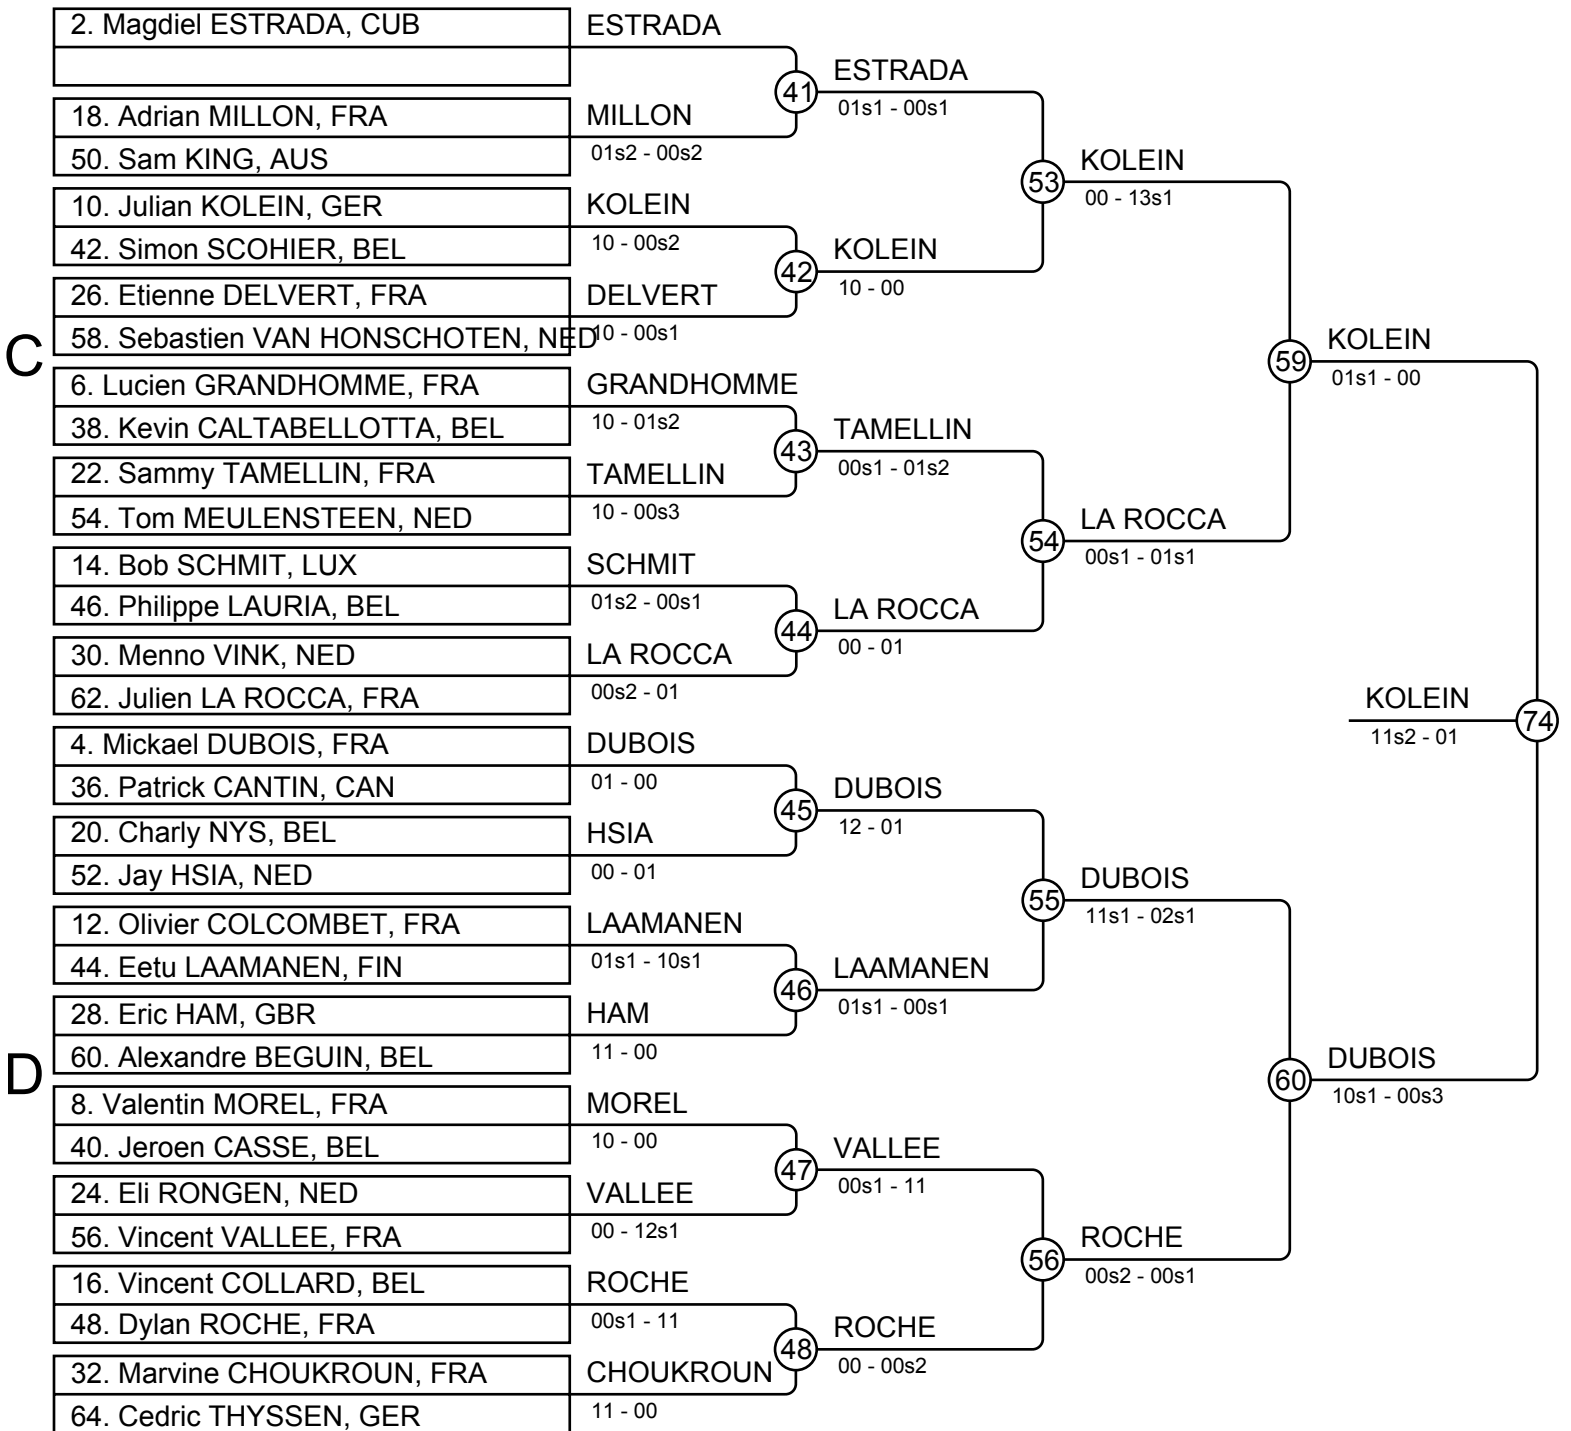 2. Magdiel ESTRADA, CUB
ESTRADA
41
ESTRADA
01s1 - 00s1
18. Adrian MILLON, FRA
50. Sam KING, AUS
MILLON
01s2 - 00s2
53
KOLEIN
00 - 13s1
10. Julian KOLEIN, GER
42. Simon SCOHIER, BEL
KOLEIN
10 - 00s2
42
KOLEIN
10 - 00
26. Etienne DELVERT, FRA
58. Sebastien VAN HONSCHOTEN, NED
DELVERT
10 - 00s1
C
59
KOLEIN
01s1 - 00
6. Lucien GRANDHOMME, FRA
38. Kevin CALTABELLOTTA, BEL
GRANDHOMME
10 - 01s2
43
TAMELLIN
00s1 - 01s2
22. Sammy TAMELLIN, FRA
54. Tom MEULENSTEEN, NED
TAMELLIN
10 - 00s3
54
LA ROCCA
00s1 - 01s1
14. Bob SCHMIT, LUX
46. Philippe LAURIA, BEL
SCHMIT
01s2 - 00s1
44
LA ROCCA
00 - 01
30. Menno VINK, NED
62. Julien LA ROCCA, FRA
LA ROCCA
00s2 - 01
KOLEIN
11s2 - 01
74
4. Mickael DUBOIS, FRA
36. Patrick CANTIN, CAN
DUBOIS
01 - 00
45
DUBOIS
12 - 01
20. Charly NYS, BEL
52. Jay HSIA, NED
HSIA
00 - 01
55
DUBOIS
11s1 - 02s1
12. Olivier COLCOMBET, FRA
44. Eetu LAAMANEN, FIN
LAAMANEN
01s1 - 10s1
46
LAAMANEN
01s1 - 00s1
28. Eric HAM, GBR
60. Alexandre BEGUIN, BEL
HAM
11 - 00
D
60
DUBOIS
10s1 - 00s3
8. Valentin MOREL, FRA
40. Jeroen CASSE, BEL
MOREL
10 - 00
47
VALLEE
00s1 - 11
24. Eli RONGEN, NED
56. Vincent VALLEE, FRA
VALLEE
00 - 12s1
56
ROCHE
00s2 - 00s1
16. Vincent COLLARD, BEL
48. Dylan ROCHE, FRA
ROCHE
00s1 - 11
48
ROCHE
00 - 00s2
32. Marvine CHOUKROUN, FRA
64. Cedric THYSSEN, GER
CHOUKROUN
11 - 00